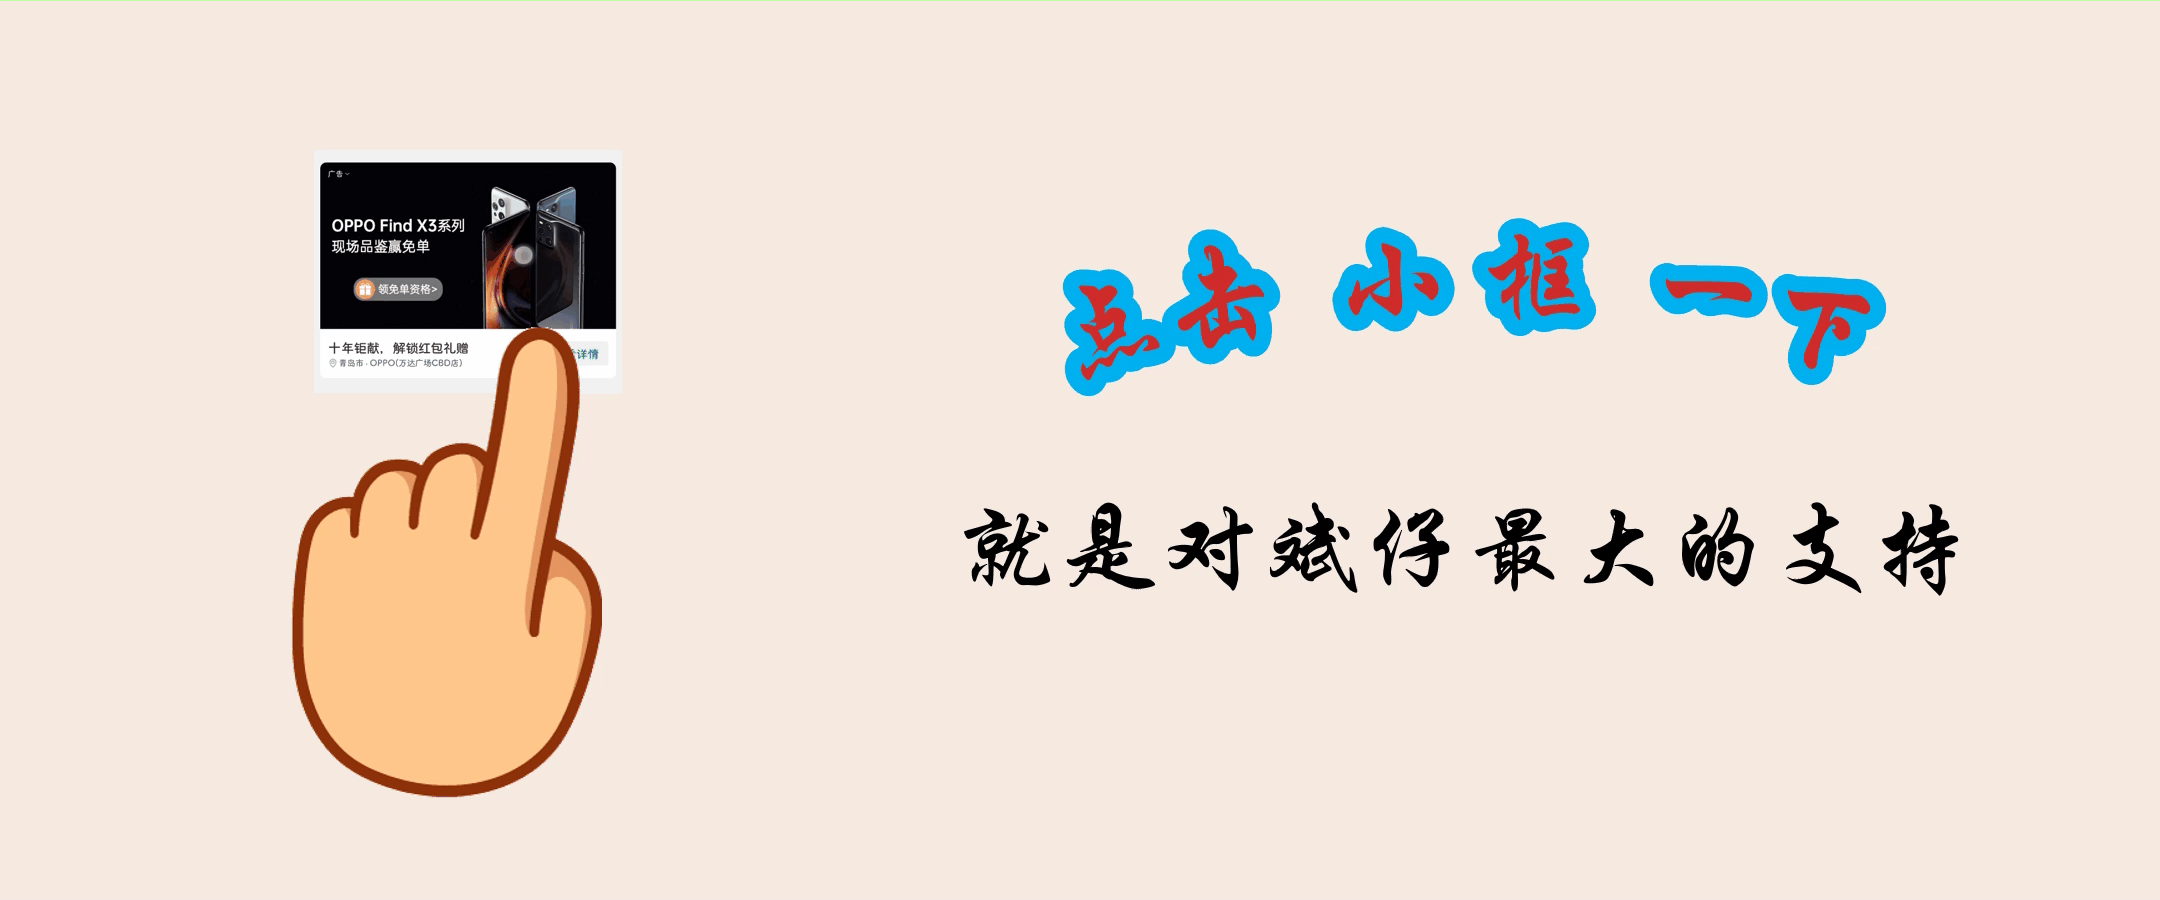 广告
OPPO Find X3系列
现场品鉴赢免单
领免单资格>
十年钜献，解锁红包礼赠
青岛市 · OPPO(万达广场CBD店)
详情
点击 小框 一下
就是对斌仔最大的支持